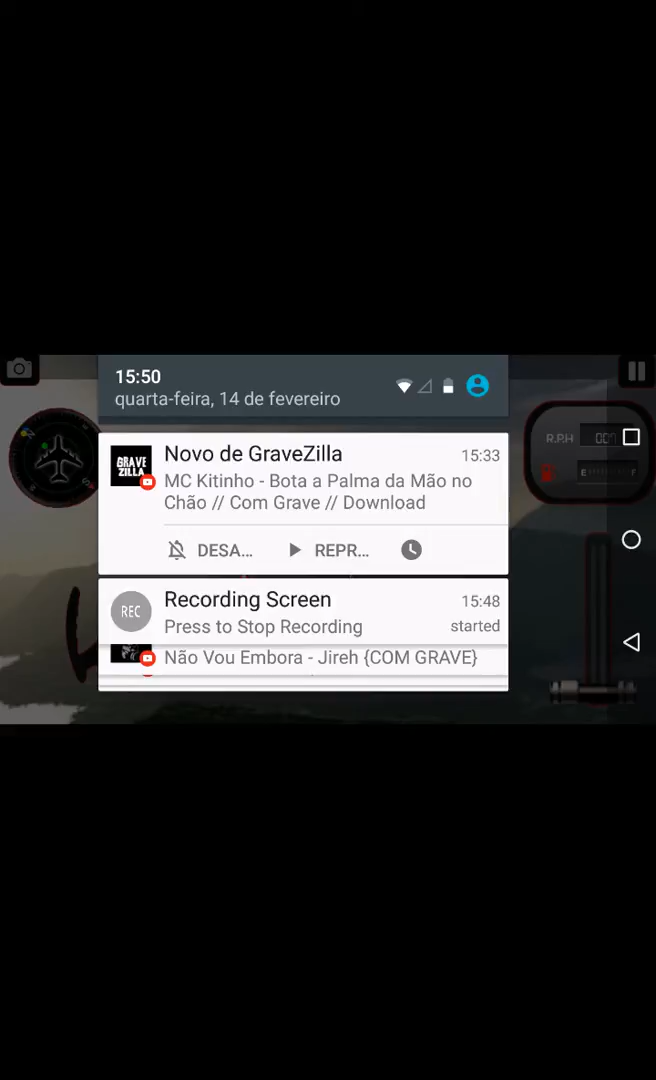 15:50
quarta-feira, 14 de fevereiro
GRAVE
ZILLA
Novo de GraveZilla
15:33
MC Kitinho - Bota a Palma da Mão no
Chão // Com Grave // Download
DESA...
REPR...
REC
Recording Screen
15:48
Press to Stop Recording
started
Não Vou Embora - Jireh {COM GRAVE}
R.P.H
E
F